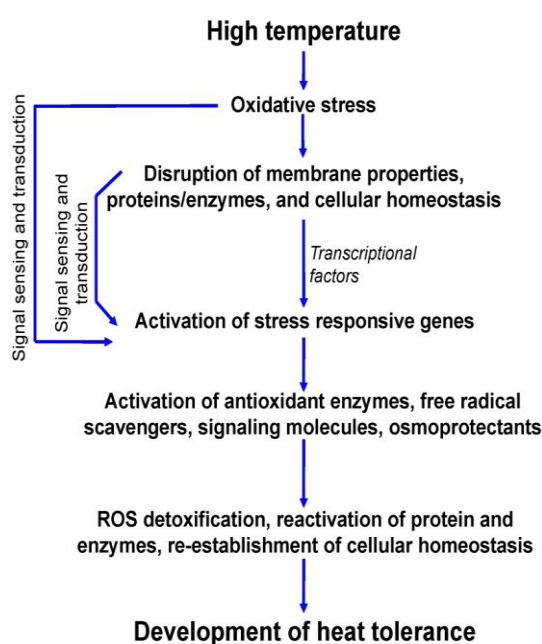 High temperature
Oxidative stress
Signal sensing and transduction
Signal sensing and
transduction
Disruption of membrane properties,
proteins/enzymes, and cellular homeostasis
Transcriptional
factors
Activation of stress responsive genes
Activation of antioxidant enzymes, free radical
scavengers, signaling molecules, osmoprotectants
ROS detoxification, reactivation of protein and
enzymes, re-establishment of cellular homeostasis
Development of heat tolerance